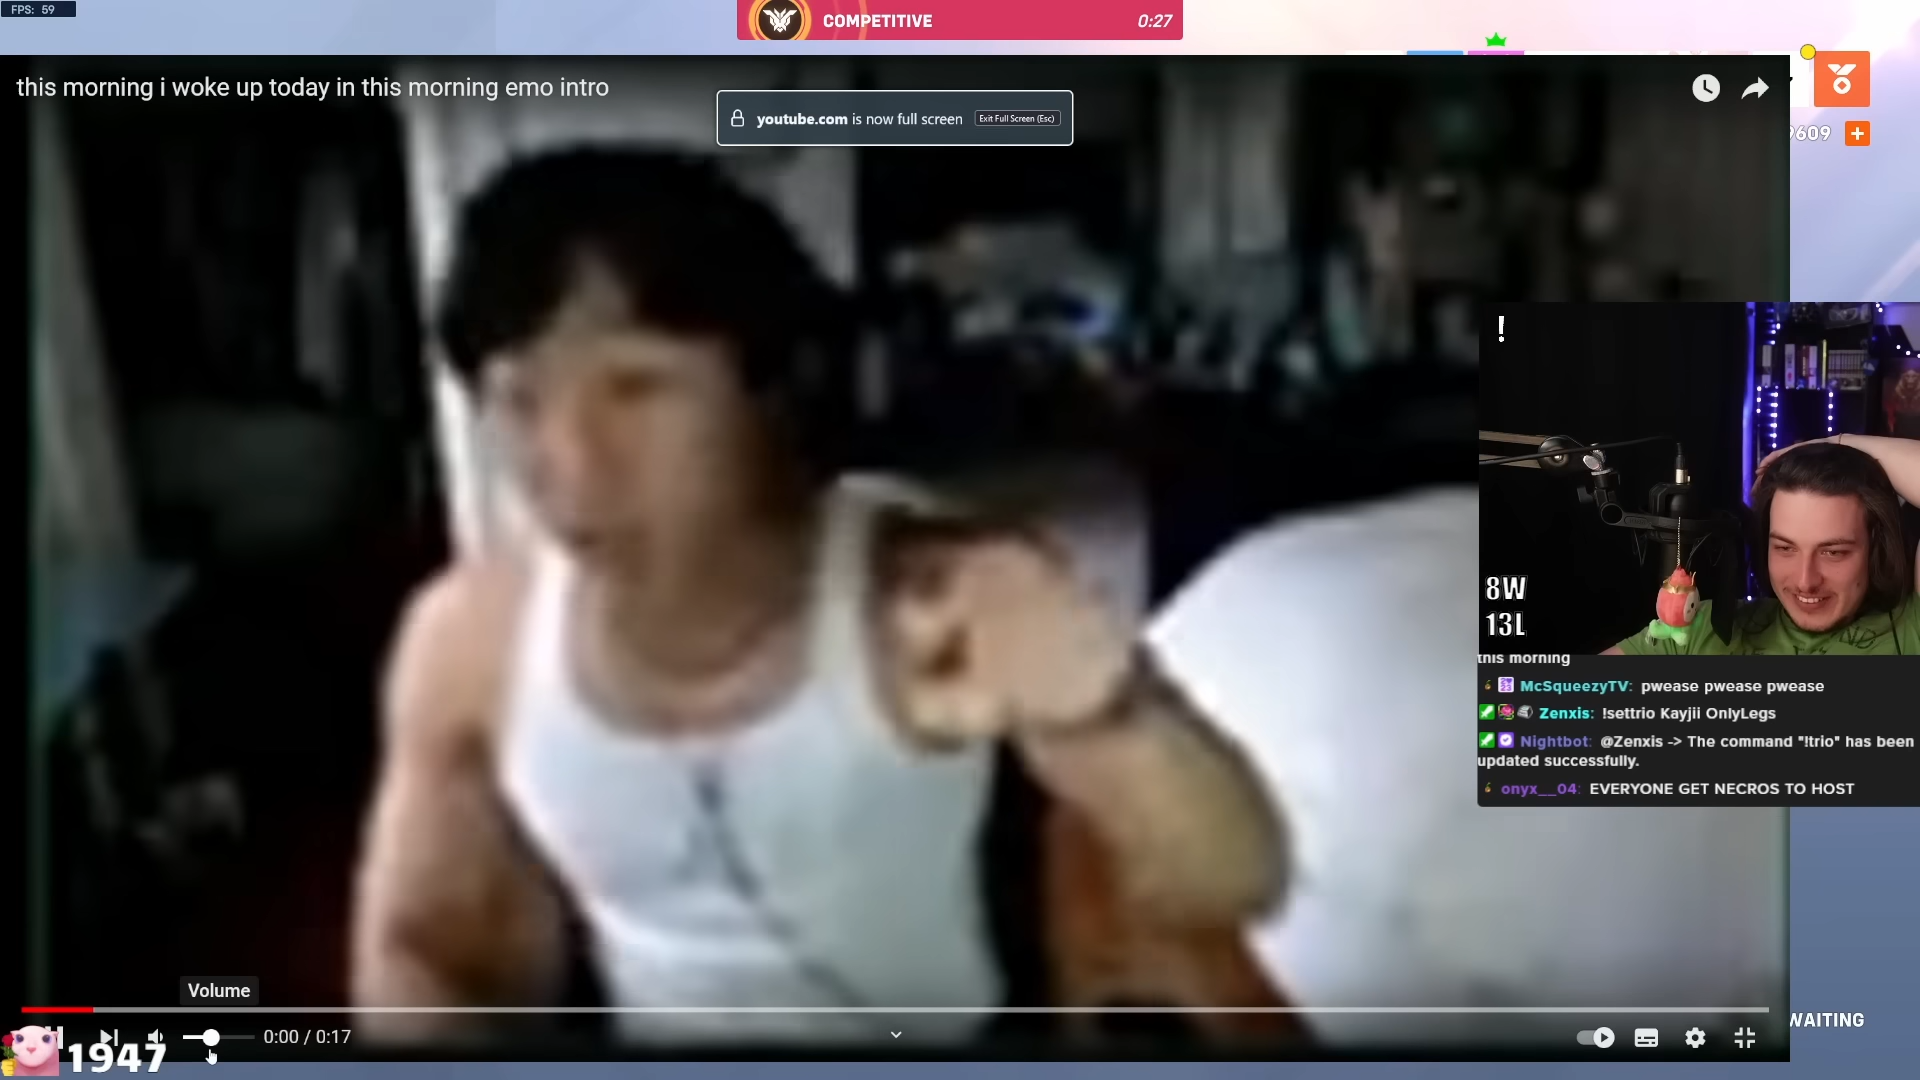 FPS: 59
COMPETITIVE
0:27
this morning i woke up today in this morning emo intro
youtube.com is now full screen
Exit Full Screen (Esc)
9609
!
8W
13L
this morning
McSqueezyTV: pwease pwease pwease
Zenxis: !settrio Kayjii OnlyLegs
Nightbot: @Zenxis -> The command "!trio" has been
updated successfully.
onyx__04: EVERYONE GET NECROS TO HOST
Volume
0:00 / 0:17
WAITING
1947